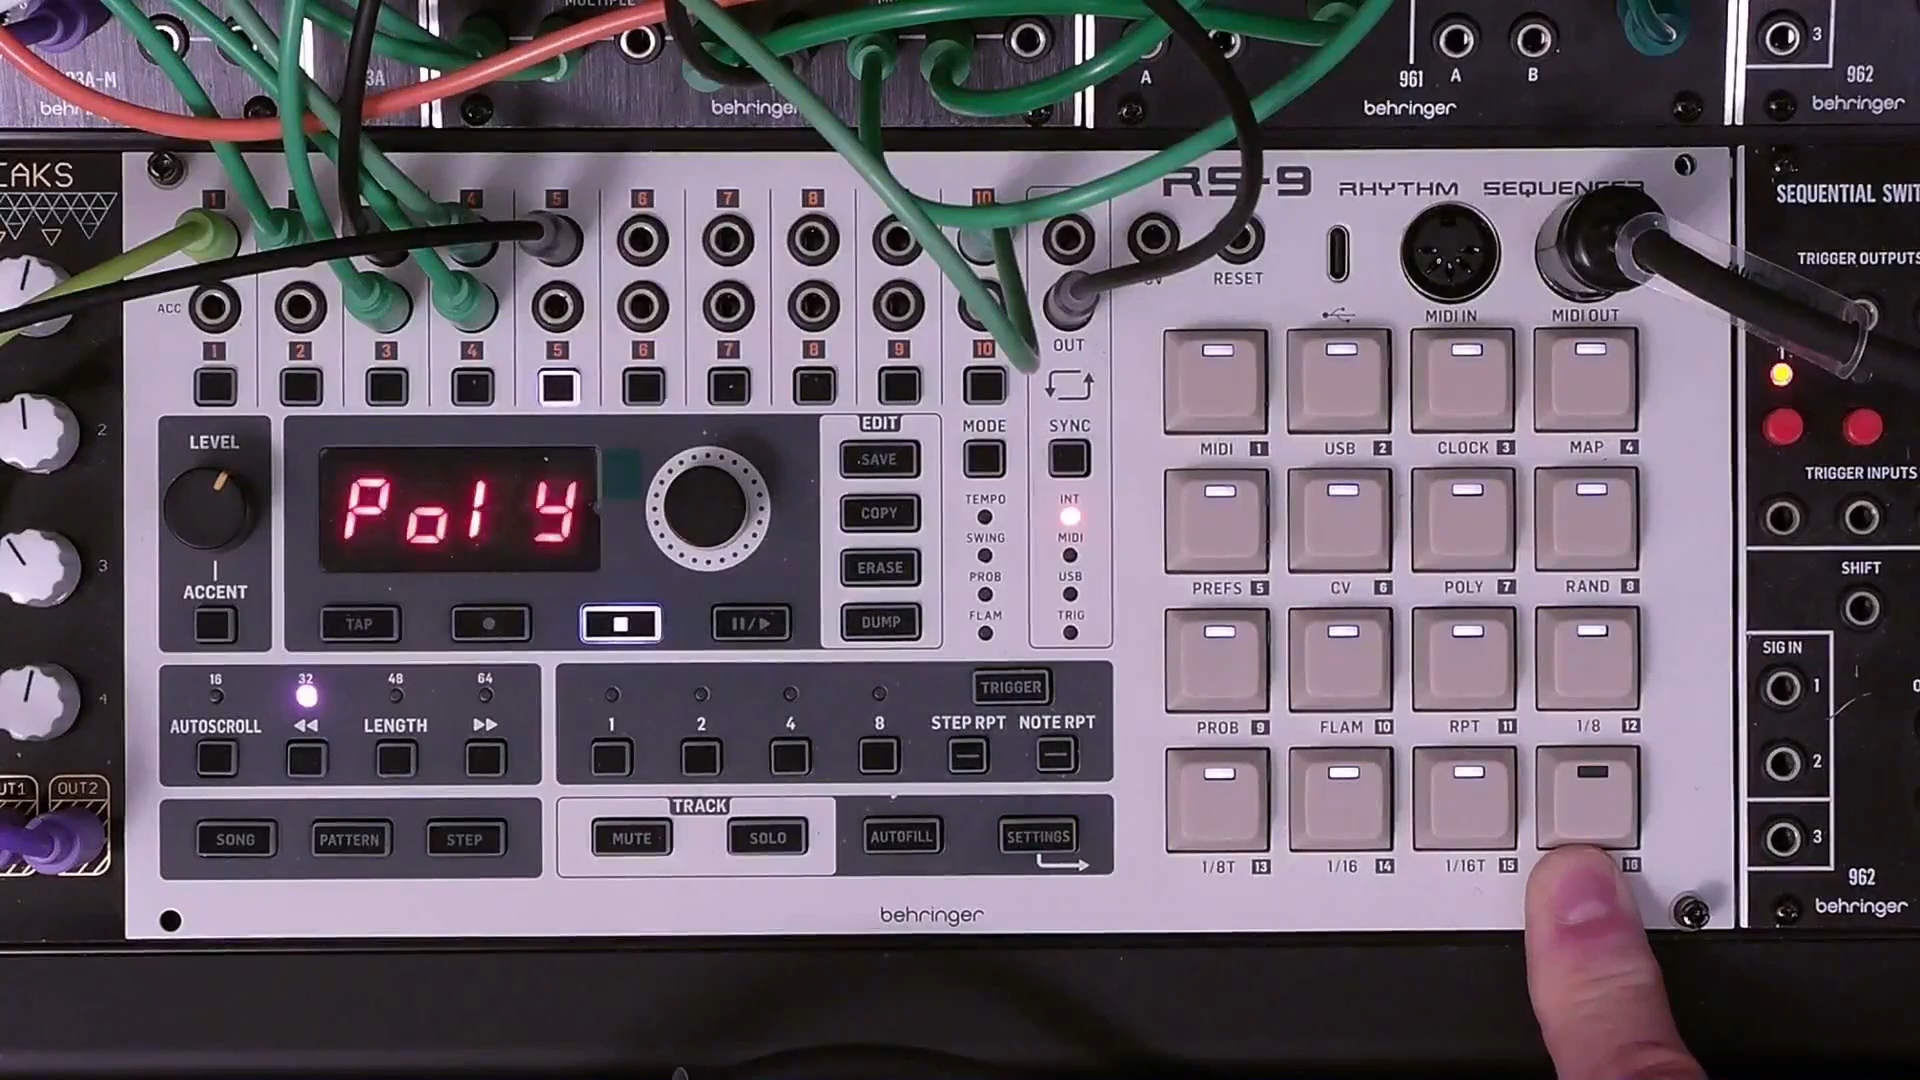 MULTIPLE
3
961
A
A
B
962
behringer
behringer
behringer
RS-9 RHYTHM SEQUENCER
SEQUENTIAL
TRIGGER OUTPUTS
1
4
5
6
7
8
10
RESET
ACC
OUT
MIDI IN
MIDI OUT
1
2
3
4
5
6
7
8
9
10
LEVEL
EDIT
MODE
SYNC
MIDI 1
USB 2
CLOCK 3
MAP 4
2
Poly
SAVE
COPY
ERASE
DUMP
TEMPO
SWING
PROB
FLAM
INT
MIDI
USB
TRIG
TRIGGER INPUTS
3
ACCENT
TAP
PREFS 5
CV 6
POLY 7
RAND 8
SHIFT
16
32
48
64
TRIGGER
SIG IN
4
AUTOSCROLL
LENGTH
1
2
4
8
STEP RPT
NOTE RPT
PROB 9
FLAM 10
RPT 11
1/8 12
1
2
3
OUT2
SONG
PATTERN
STEP
TRACK
MUTE
SOLO
AUTOFILL
SETTINGS
1/8T 13
1/16 14
1/16T 15
16
962
behringer
behringer